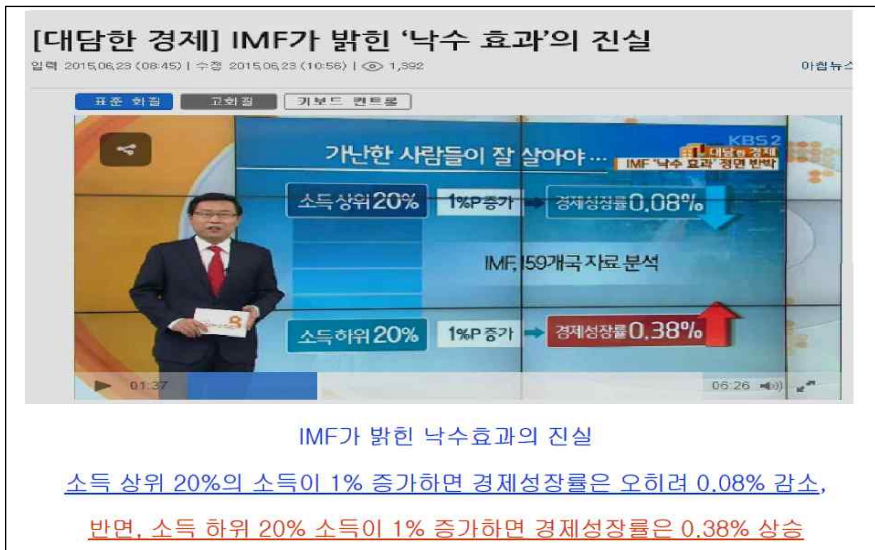 [대담한 경제] IMF가 밝힌 ‘낙수 효과’의 진실
입력 2015.06.23 (08:45) | 수정 2015.06.23 (10:56) | 1,392
아침뉴스
표준 화질 고화질 키보드 컨트롤
KBS2
가난한 사람들이 잘 살아야...
대담한 경제
IMF ‘낙수 효과’ 정면 반박
소득 상위 20% 1%P 증가 경제성장률 0.08%
IMF, 159개국 자료 분석
소득 하위 20% 1%P 증가 경제성장률 0.38%
01:37 06:26
IMF가 밝힌 낙수효과의 진실
소득 상위 20%의 소득이 1% 증가하면 경제성장률은 오히려 0.08% 감소,
반면, 소득 하위 20% 소득이 1% 증가하면 경제성장률은 0.38% 상승